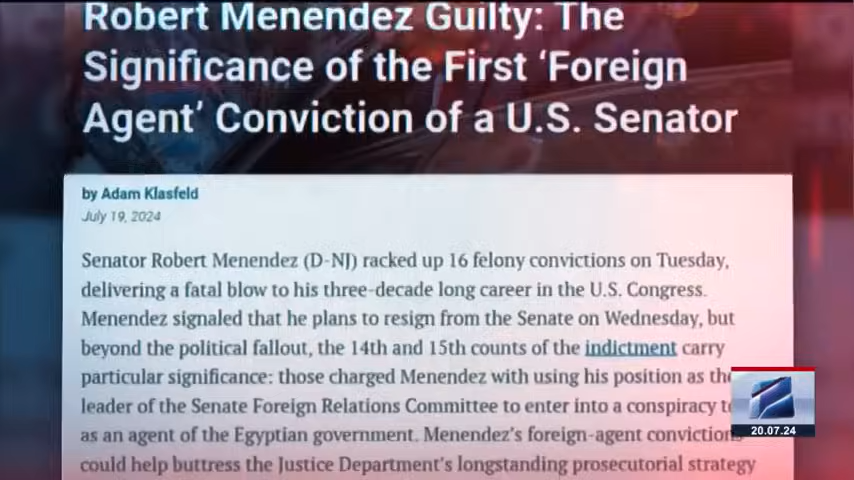 Robert Menendez Guilty: The
Significance of the First ‘Foreign
Agent’ Conviction of a U.S. Senator
by Adam Klasfeld
July 19, 2024
Senator Robert Menendez (D-NJ) racked up 16 felony convictions on Tuesday,
delivering a fatal blow to his three-decade long career in the U.S. Congress.
Menendez signaled that he plans to resign from the Senate on Wednesday, but
beyond the political fallout, the 14th and 15th counts of the indictment carry
particular significance: those charged Menendez with using his position as the
leader of the Senate Foreign Relations Committee to enter into a conspiracy
as an agent of the Egyptian government. Menendez’s foreign-agent convictions
could help buttress the Justice Department’s longstanding prosecutorial strategy
20.07.24